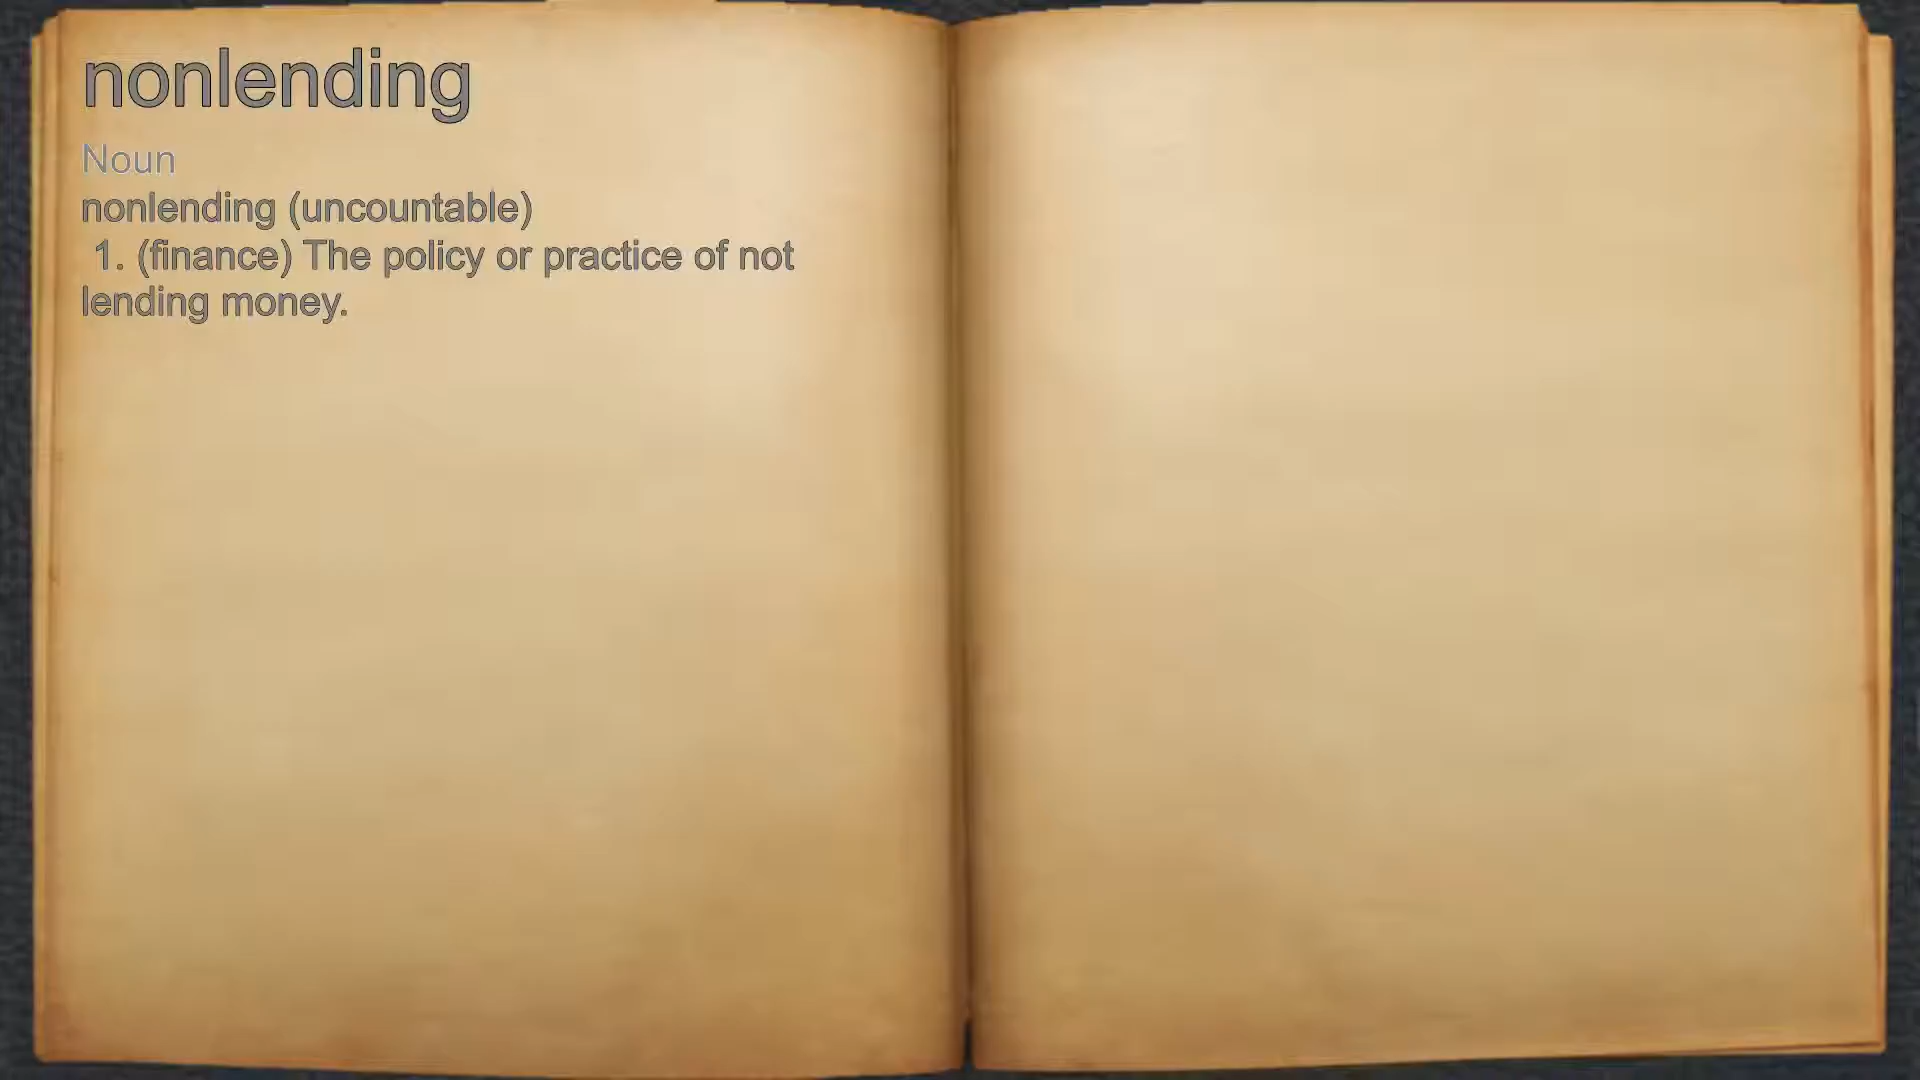 nonlending
Noun
nonlending (uncountable)
1. (finance) The policy or practice of not
lending money.